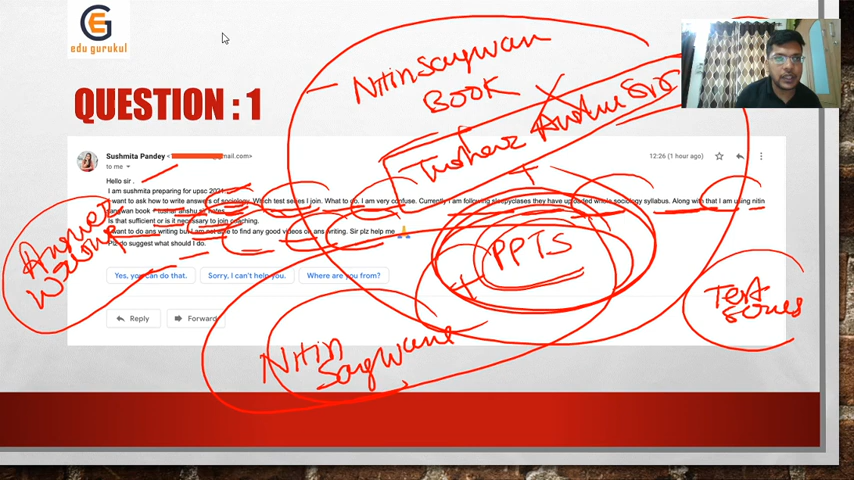 edu gurukul
QUESTION : 1
Sushmita Pandey
gmail.com>
12:26 (1 hour ago)
to me
Hello sir .
I am sushmita preparing for upsc 2021
want to ask how to write answers of sociology. Which test series I join. What to do. I am very confuse. Currently I am following sleepyclases they have uploaded whole sociology syllabus. Along with that I am using nitin
sangwan book
Is that sufficient or is it necessary to join coaching.
want to do ans writing but I am not able to find any good videos on ans writing. Sir plz help me 🙏
Plz do suggest what should I do.
Yes, you can do that.
Sorry, I can't help you.
Where are you from?
Reply
Forward
Nitin Sangwan
BOOK
Tushar Anshu Sir
Answer
Writing
PPTS
+
Nitin
Sangwan
Test
Series